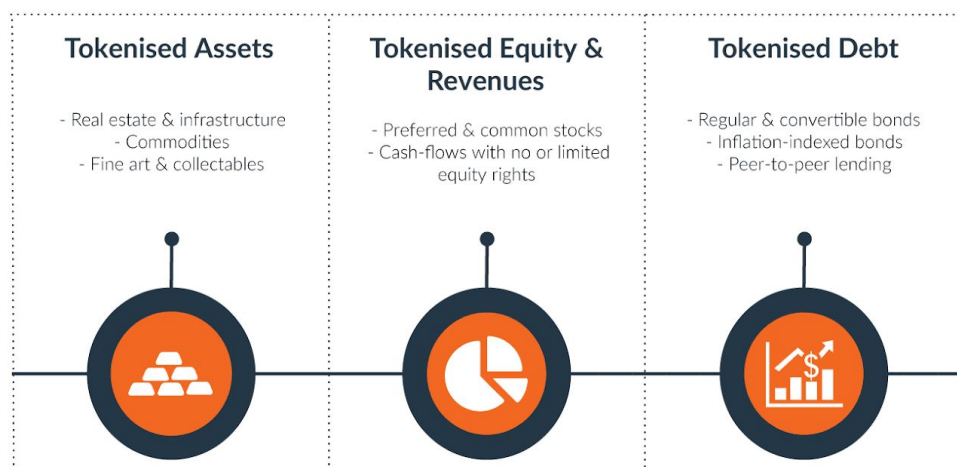 Tokenised Assets
- Real estate & infrastructure
- Commodities
- Fine art & collectables
Tokenised Equity &
Revenues
- Preferred & common stocks
- Cash-flows with no or limited
equity rights
Tokenised Debt
- Regular & convertible bonds
- Inflation-indexed bonds
- Peer-to-peer lending
$